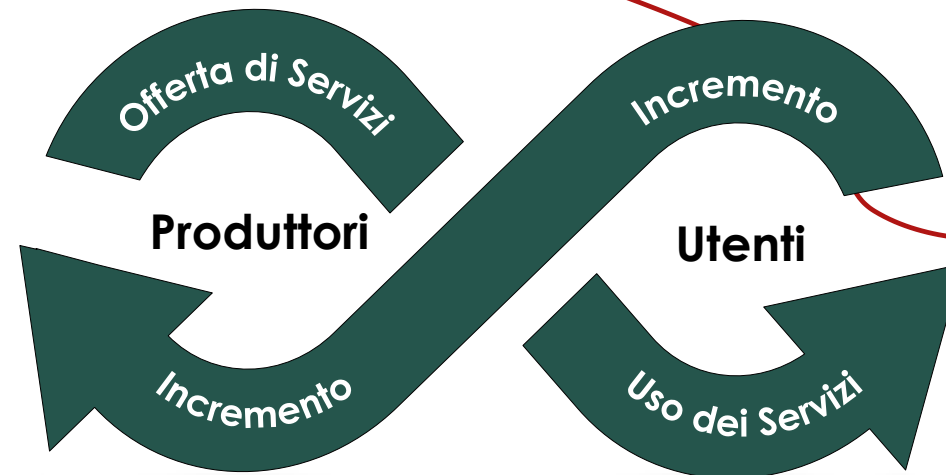 Offerta di Servizi
Incremento
Produttori
Utenti
Incremento
Uso dei Servizi